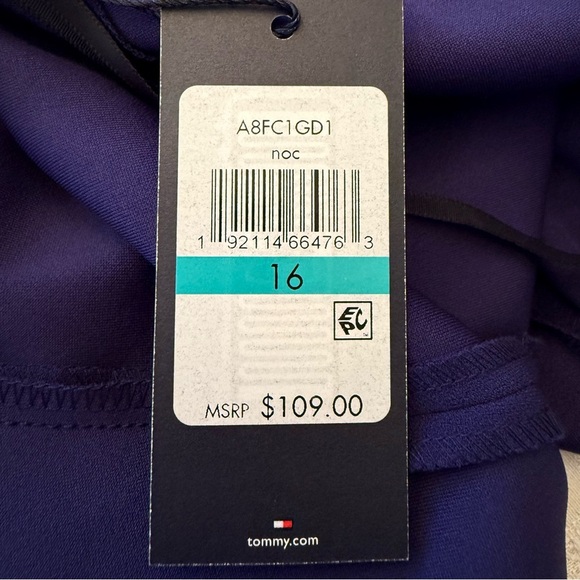 A8FC1GD1
noc
1 92114 66476 3
16
EPC
MSRP $109.00
tommy.com